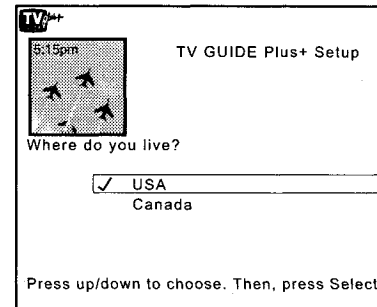 TV
5:15pm
TV GUIDE Plus+ Setup
Where do you live?
✓ USA
Canada
Press up/down to choose. Then, press Select